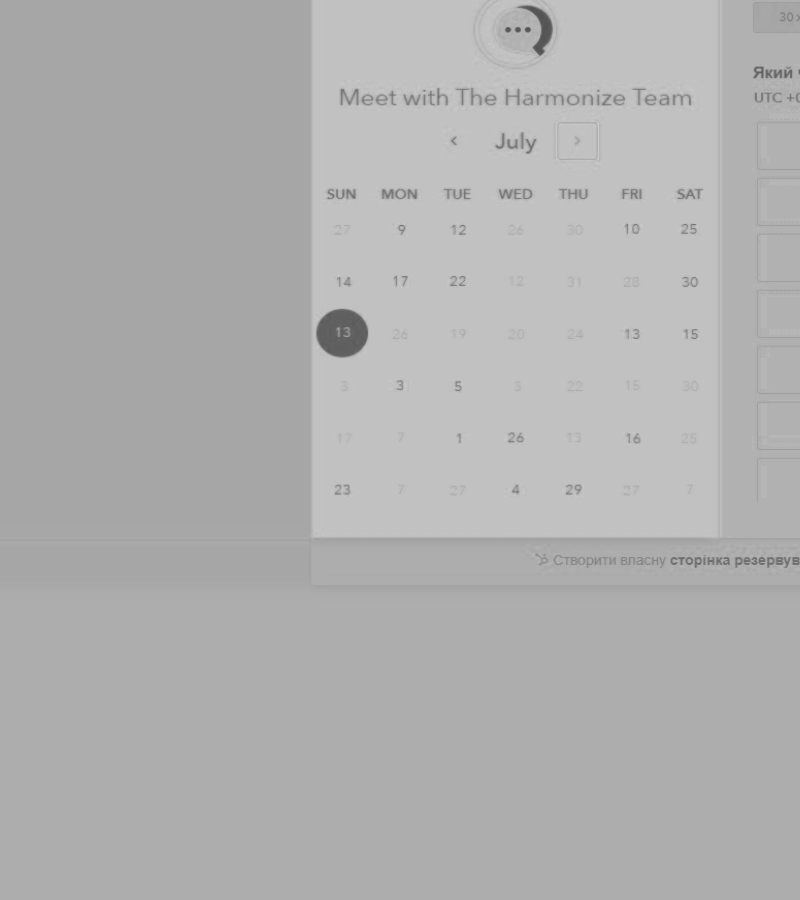 30 
Який
Meet with The Harmonize Team
UTC +0
July
SUN MON TUE WED THU FRI SAT
27 9 12 26 30 10 25
14 17 22 12 31 28 30
13 26 19 20 24 13 15
3 3 5 3 22 15 30
17 7 1 26 13 16 25
23 7 27 4 29 27 7
Створити власну сторінка резервув